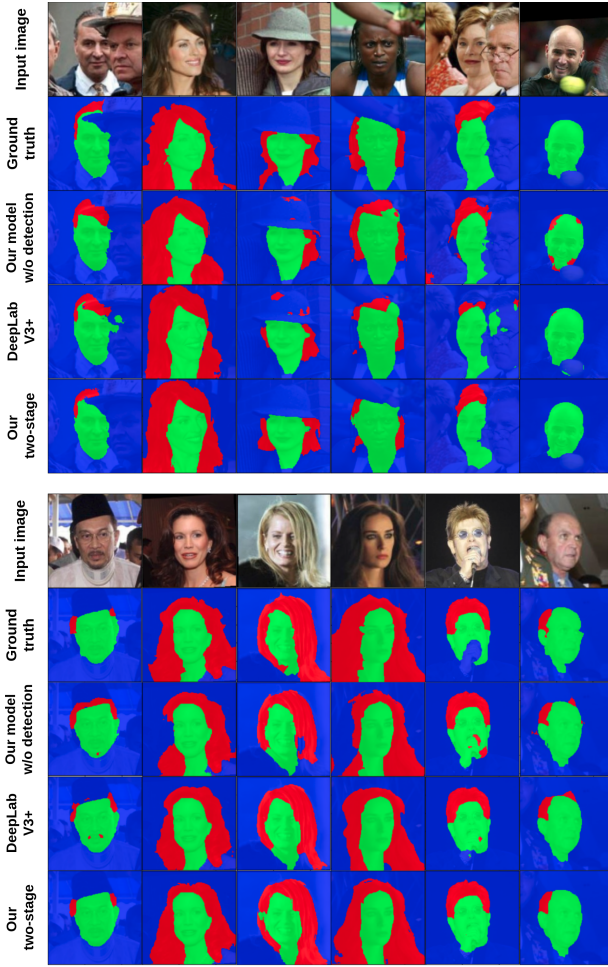 Input image
Ground
truth
Our model
w/o detection
DeepLab
V3+
Our
two-stage
Input image
Ground
truth
Our model
w/o detection
DeepLab
V3+
Our
two-stage